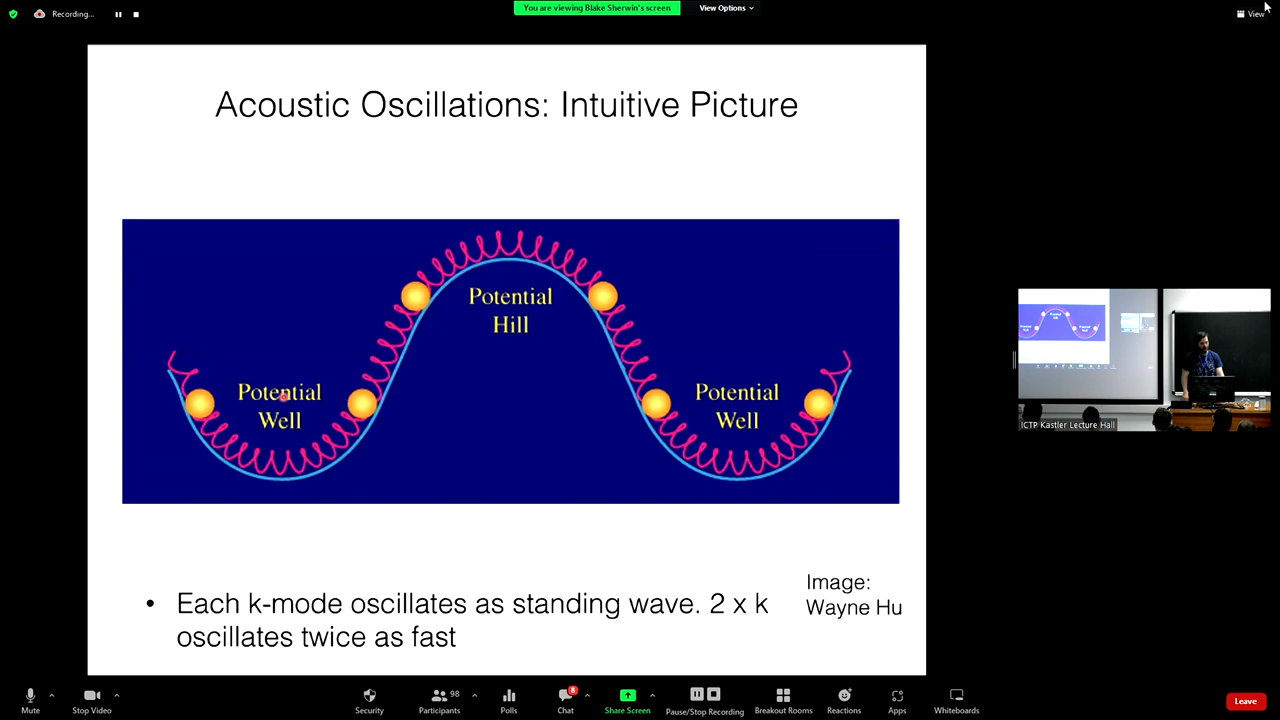 Recording...
You are viewing Blake Sherwin's screen
View Options
View
Acoustic Oscillations: Intuitive Picture
Potential
Hill
Potential
Well
Potential
Well
• Each k-mode oscillates as standing wave. 2 x k
oscillates twice as fast
Image:
Wayne Hu
ICTP Kastler Lecture Hall
Mute
Stop Video
Security
98
Participants
Polls
8
Chat
Share Screen
Pause/Stop Recording
Breakout Rooms
Reactions
Apps
Whiteboards
Leave